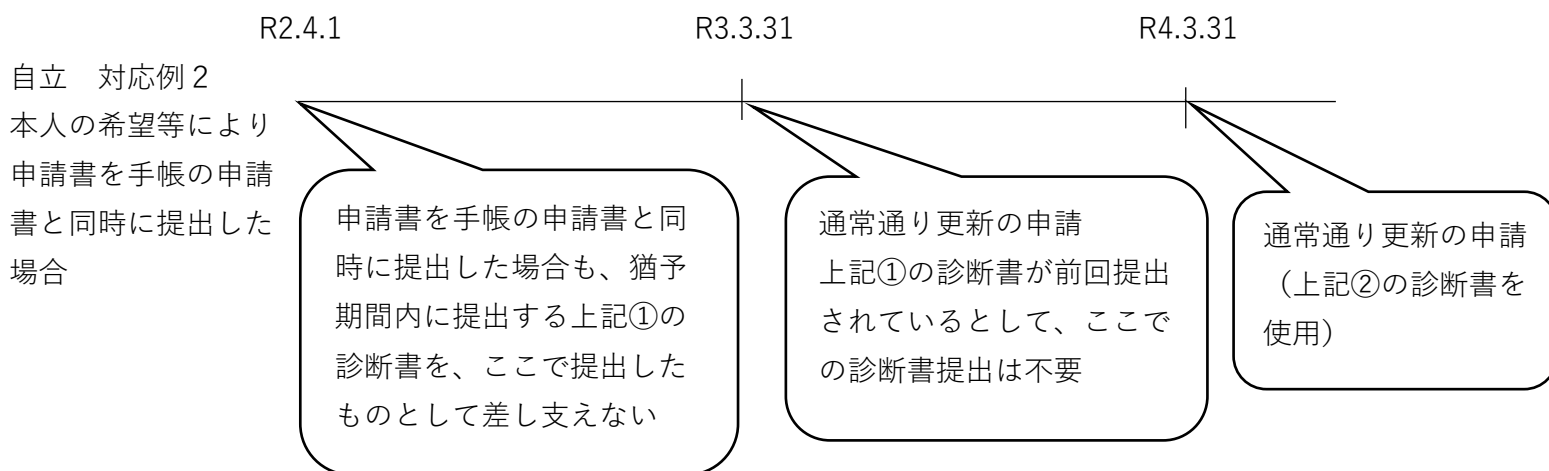 R2.4.1 R3.3.31 R4.3.31
自立　対応例２
本人の希望等により
申請書を手帳の申請
書と同時に提出した
場合
申請書を手帳の申請書と同
時に提出した場合も、猶予
期間内に提出する上記①の
診断書を、ここで提出した
ものとして差し支えない
通常通り更新の申請
上記①の診断書が前回提出
されているとして、ここで
の診断書提出は不要
通常通り更新の申請
（上記②の診断書を
使用）